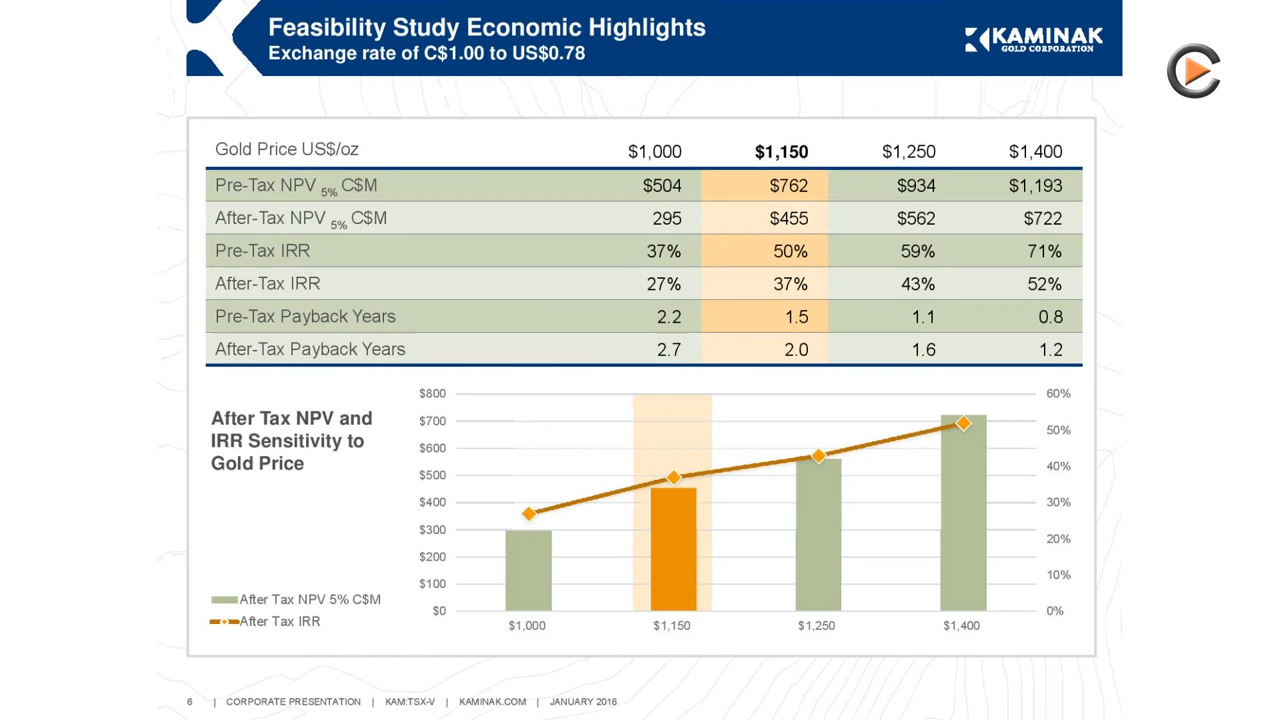 Feasibility Study Economic Highlights
Exchange rate of C$1.00 to US$0.78
KAMINAK
GOLD CORPORATION
Gold Price US$/oz $1,000 $1,150 $1,250 $1,400
Pre-Tax NPV 5% C$M $504 $762 $934 $1,193
After-Tax NPV 5% C$M 295 $455 $562 $722
Pre-Tax IRR 37% 50% 59% 71%
After-Tax IRR 27% 37% 43% 52%
Pre-Tax Payback Years 2.2 1.5 1.1 0.8
After-Tax Payback Years 2.7 2.0 1.6 1.2
After Tax NPV and
IRR Sensitivity to
Gold Price
After Tax NPV 5% C$M
After Tax IRR
$800
$700
$600
$500
$400
$300
$200
$100
$0
60%
50%
40%
30%
20%
10%
0%
$1,000 $1,150 $1,250 $1,400
6 | CORPORATE PRESENTATION | KAM:TSX-V | KAMINAK.COM | JANUARY 2016